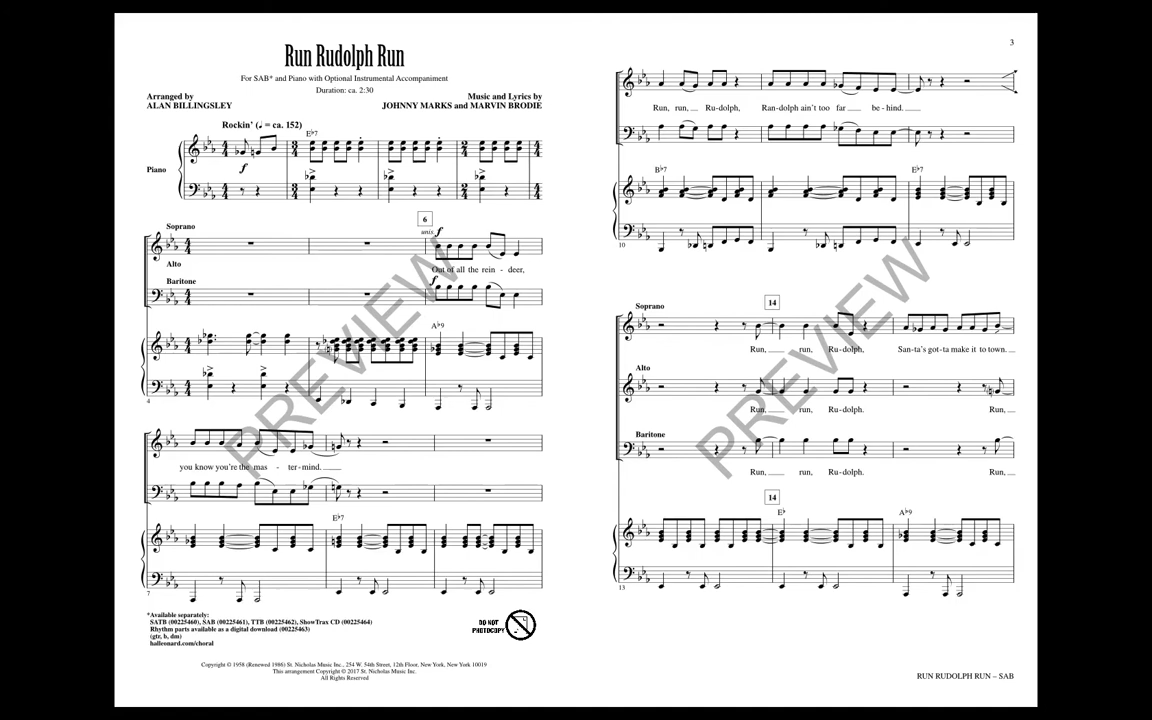 Run Rudolph Run
For SAB* and Piano with Optional Instrumental Accompaniment
Duration: ca. 2:30
Arranged by
ALAN BILLINGSLEY
Music and Lyrics by
JOHNNY MARKS and MARVIN BRODIE
Rockin' (♩ = ca. 152)
E♭7
Piano
f
6
Soprano
unis. f
Alto
Out of all the rein - deer,
Baritone
f
A♭9
4
you know you're the mas - ter-mind.
E♭7
7
*Available separately:
SATB (00225460), SAB (00225461), TTB (00225462), ShowTrax CD (00225464)
Rhythm parts available as a digital download (00225463)
(gtr, b, dm)
halleonard.com/choral
DO NOT
PHOTOCOPY
Copyright © 1958 (Renewed 1986) St. Nicholas Music Inc., 254 W. 54th Street, 12th Floor, New York, New York 10019
This arrangement Copyright © 2017 St. Nicholas Music Inc.
All Rights Reserved
PREVIEW
3
Run, run, Ru-dolph, Ran-dolph ain't too far be-hind.
B♭7
E♭7
10
14
Soprano
Run, run, Ru-dolph, San-ta's got-ta make it to town.
Alto
Run, run, Ru-dolph. Run,
Baritone
Run, run, Ru-dolph. Run,
14
E♭
A♭9
13
PREVIEW
RUN RUDOLPH RUN – SAB